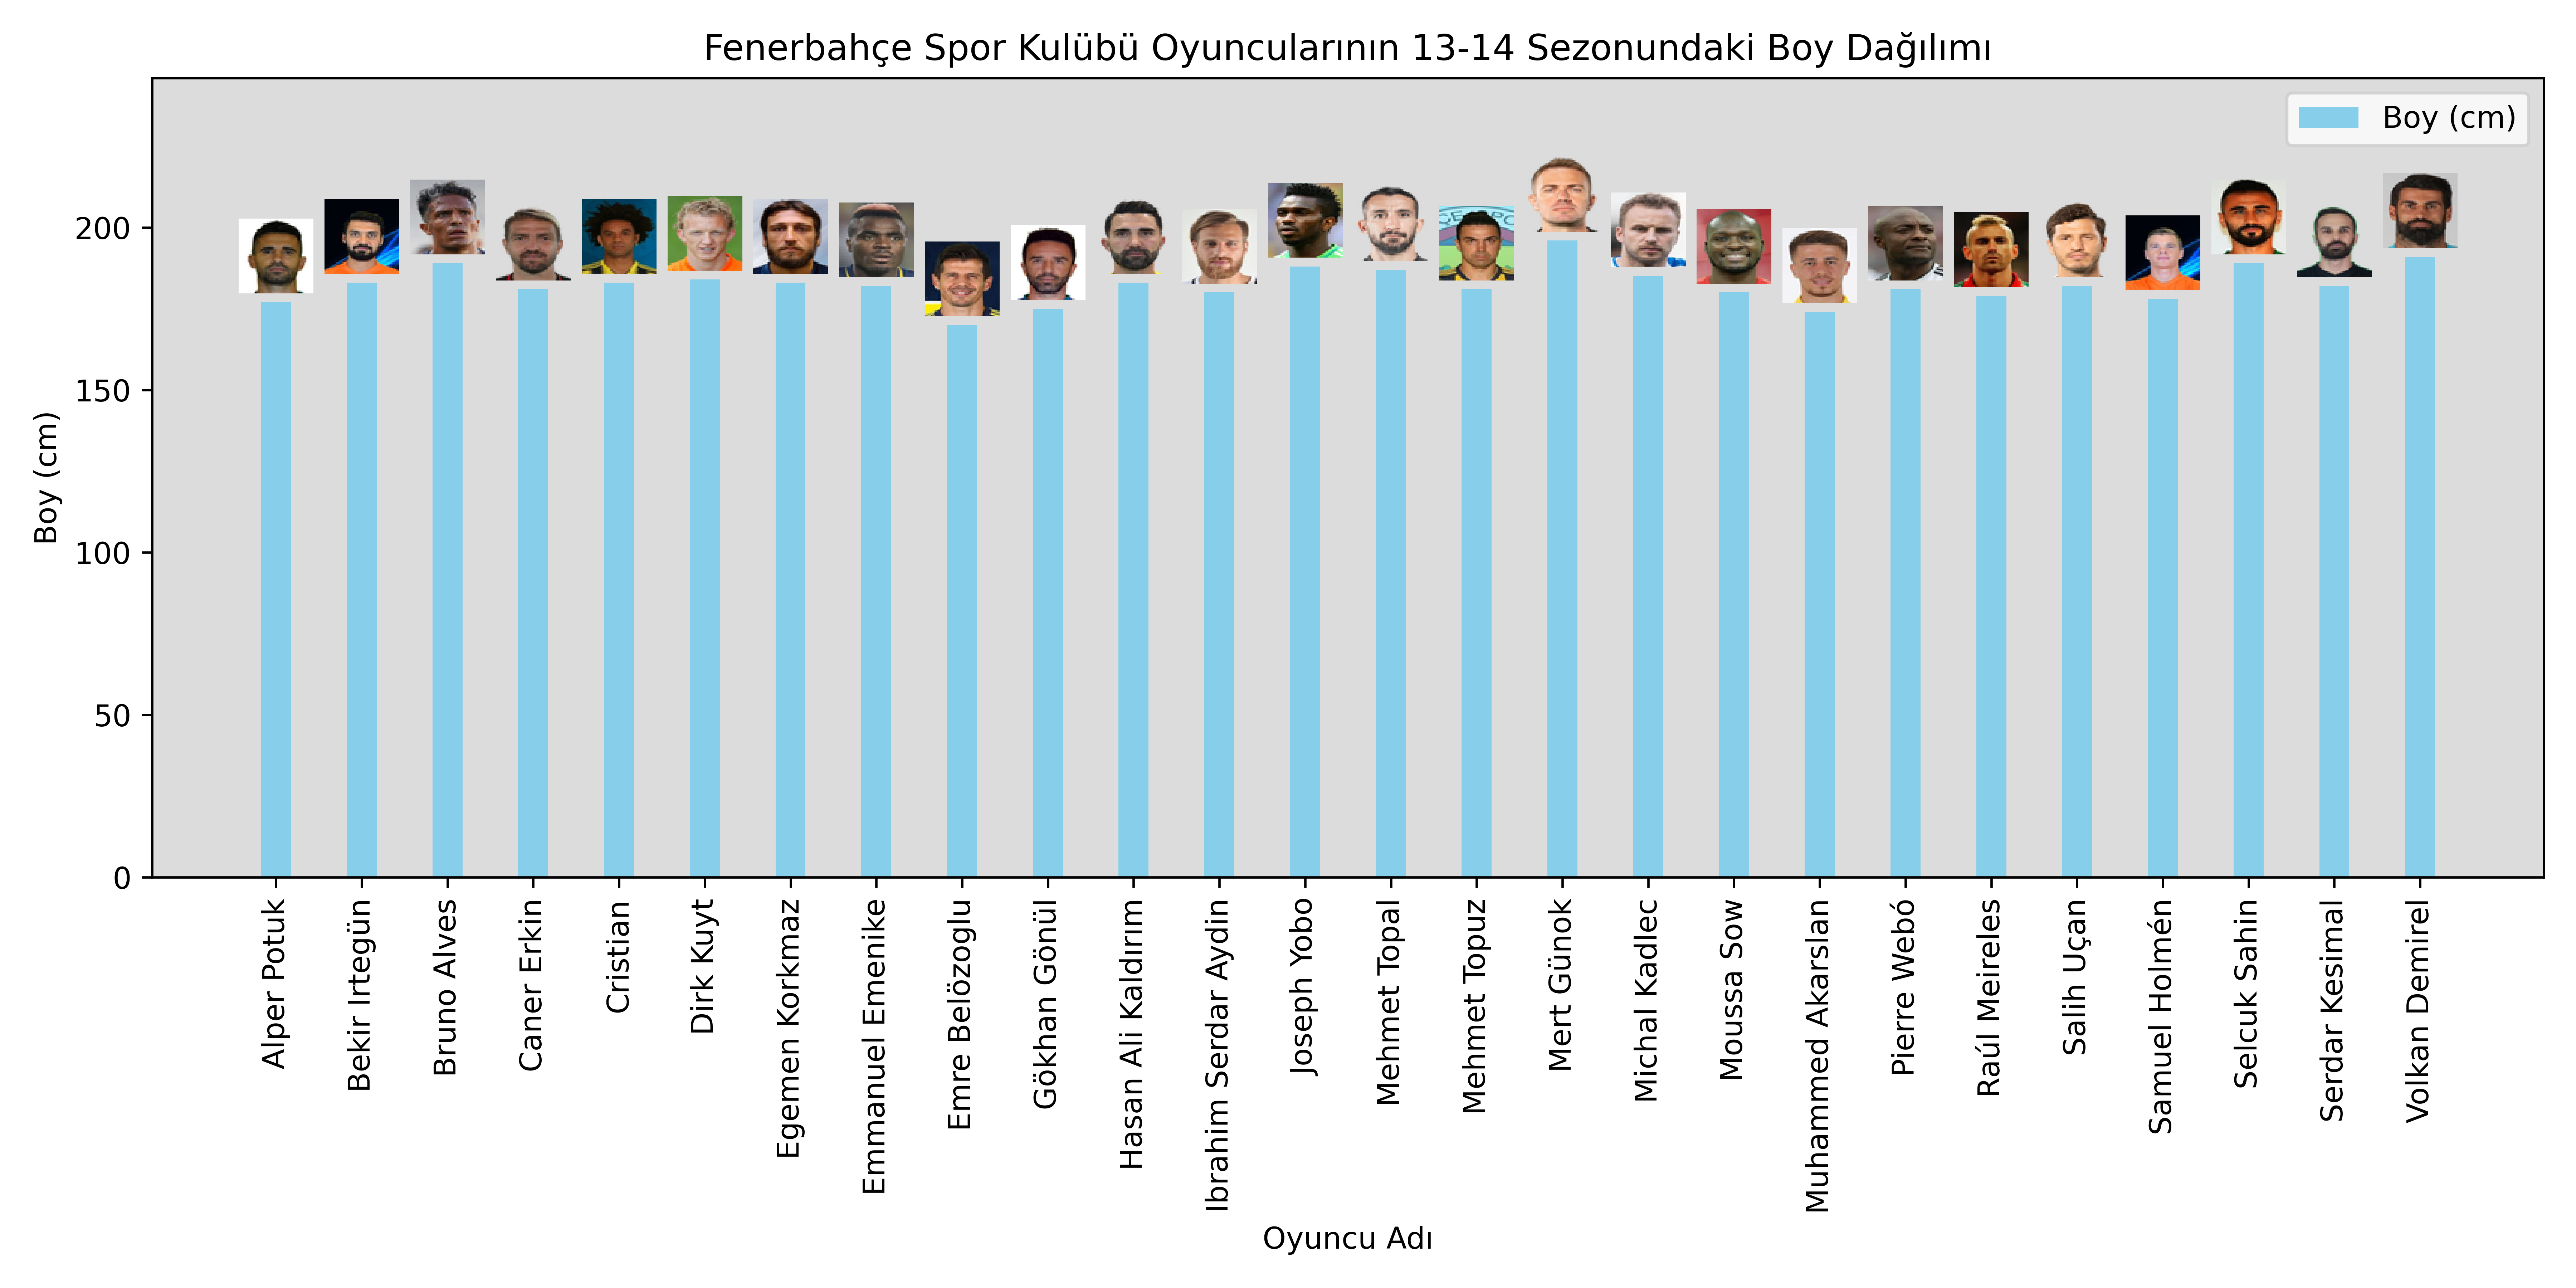 Fenerbahçe Spor Kulübü Oyuncularının 13-14 Sezonundaki Boy Dağılımı
Boy (cm)
200
150
100
50
0
Boy (cm)
Alper Potuk
Bekir Irtegün
Bruno Alves
Caner Erkin
Cristian
Dirk Kuyt
Egemen Korkmaz
Emmanuel Emenike
Emre Belözoglu
Gökhan Gönül
Hasan Ali Kaldırım
Ibrahim Serdar Aydin
Joseph Yobo
Mehmet Topal
Mehmet Topuz
Mert Günok
Michal Kadlec
Moussa Sow
Muhammed Akarslan
Pierre Webó
Raúl Meireles
Salih Uçan
Samuel Holmén
Selcuk Sahin
Serdar Kesimal
Volkan Demirel
Oyuncu Adı